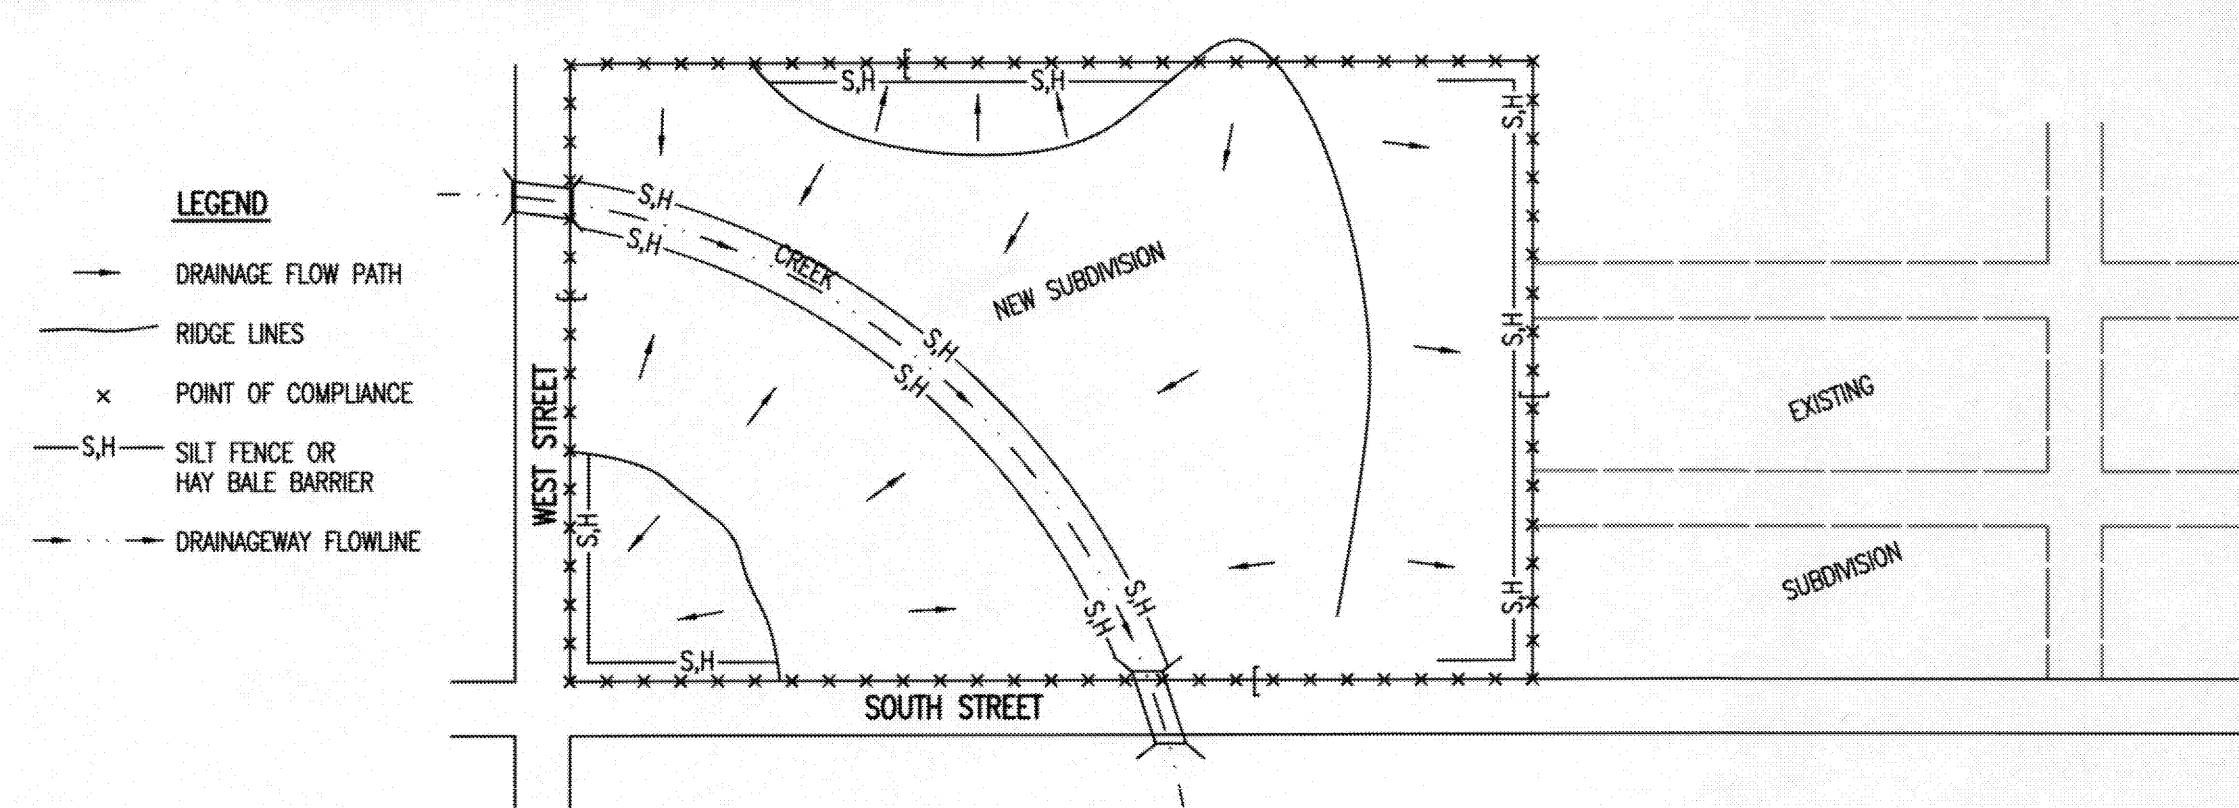 LEGEND
DRAINAGE FLOW PATH
RIDGE LINES
POINT OF COMPLIANCE
S,H
SILT FENCE OR
HAY BALE BARRIER
DRAINAGEWAY FLOWLINE
S,H
S,H
S,H
S,H
S,H
CREEK
NEW SUBDIVISION
S,H
S,H
S,H
WEST STREET
EXISTING
S,H
SUBDIVISION
S,H
S,H
S,H
S,H
SOUTH STREET